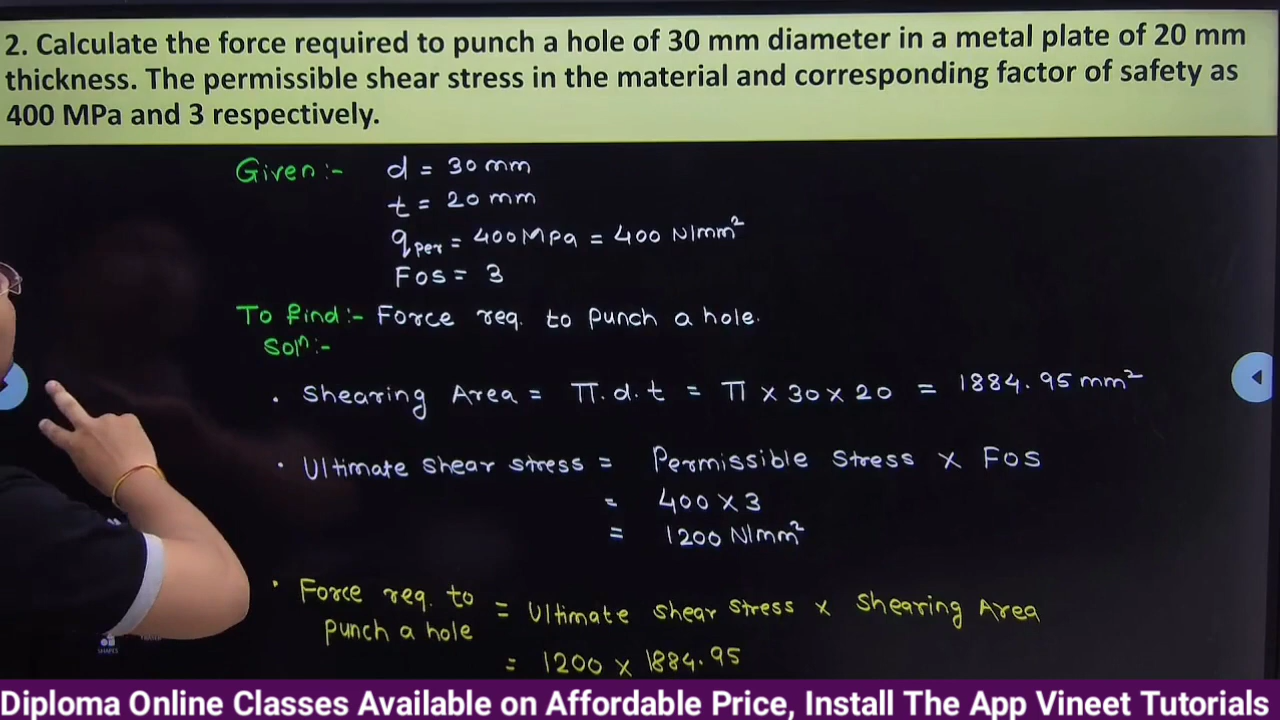 2. Calculate the force required to punch a hole of 30 mm diameter in a metal plate of 20 mm
thickness. The permissible shear stress in the material and corresponding factor of safety as
400 MPa and 3 respectively.
Given :- d = 30 mm
t = 20 mm
qper = 400 MPa = 400 N/mm²
FOS = 3
To find :- Force req. to punch a hole.
Solⁿ :-
• Shearing Area = π.d.t = π × 30 × 20 = 1884.95 mm²
• Ultimate shear stress = Permissible stress × FOS
= 400 × 3
= 1200 N/mm²
• Force req. to punch a hole = Ultimate shear stress × Shearing Area
= 1200 × 1884.95
SHAPES
Diploma Online Classes Available on Affordable Price, Install The App Vineet Tutorials